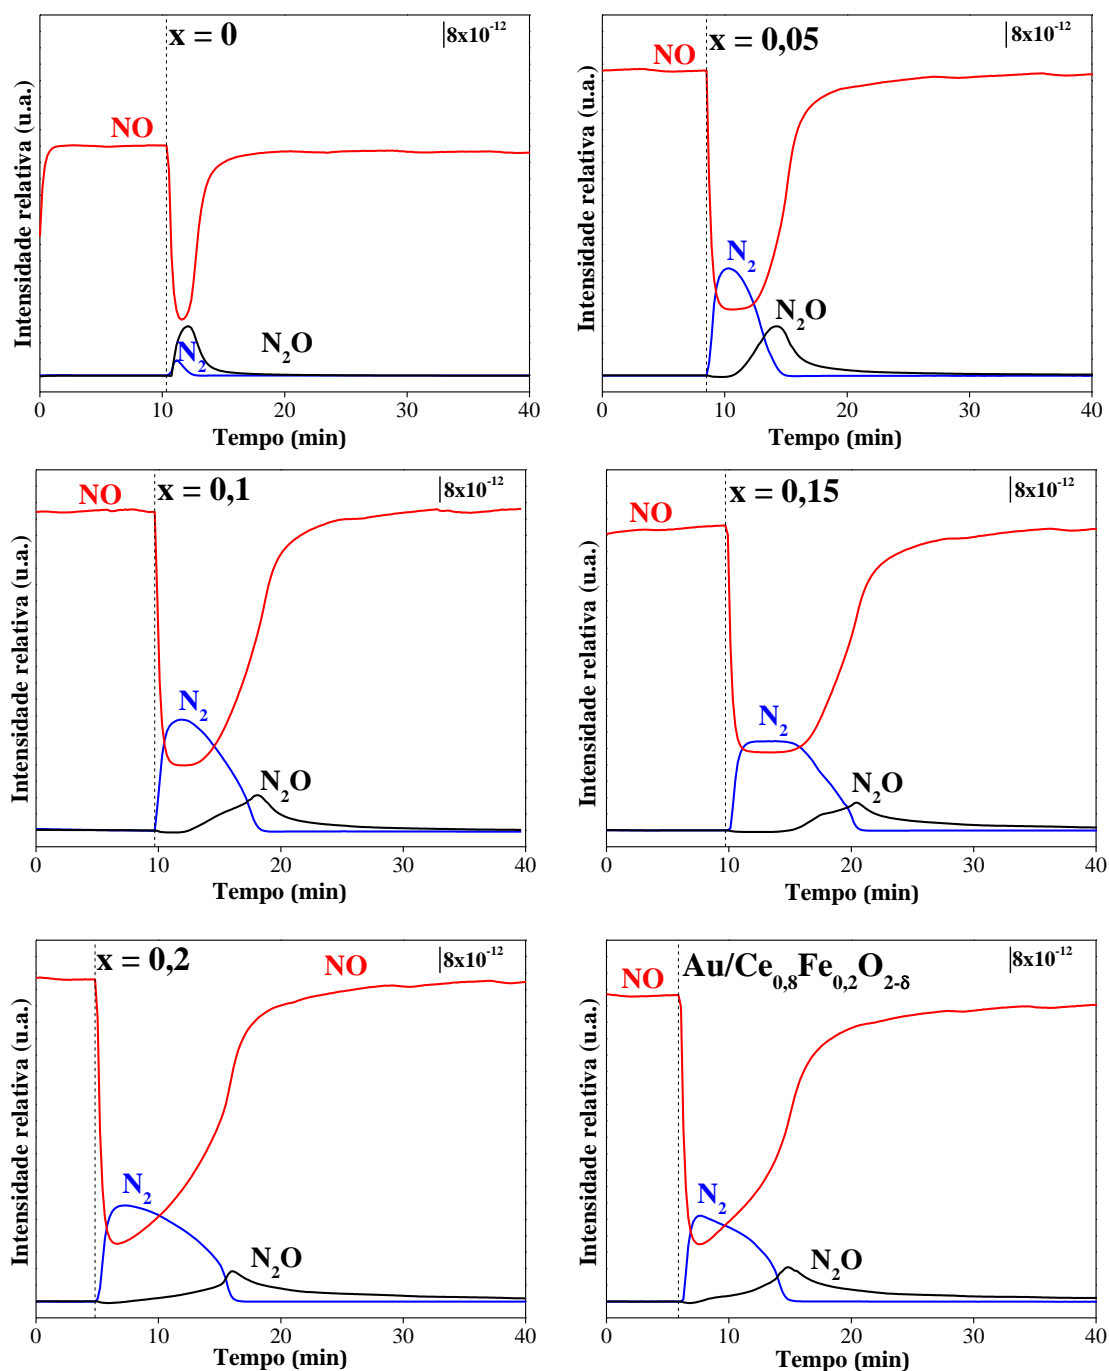 x = 0
|8x10⁻¹²
NO
N₂O
N₂
Intensidade relativa (u.a.)
0 10 20 30 40
Tempo (min)
x = 0,05
|8x10⁻¹²
NO
N₂
N₂O
Intensidade relativa (u.a.)
0 10 20 30 40
Tempo (min)
x = 0,1
|8x10⁻¹²
NO
N₂
N₂O
Intensidade relativa (u.a.)
0 10 20 30 40
Tempo (min)
x = 0,15
|8x10⁻¹²
NO
N₂
N₂O
Intensidade relativa (u.a.)
0 10 20 30 40
Tempo (min)
x = 0,2
|8x10⁻¹²
NO
N₂
N₂O
Intensidade relativa (u.a.)
0 10 20 30 40
Tempo (min)
Au/Ce₀,₈Fe₀,₂O₂₋δ
|8x10⁻¹²
NO
N₂
N₂O
Intensidade relativa (u.a.)
0 10 20 30 40
Tempo (min)